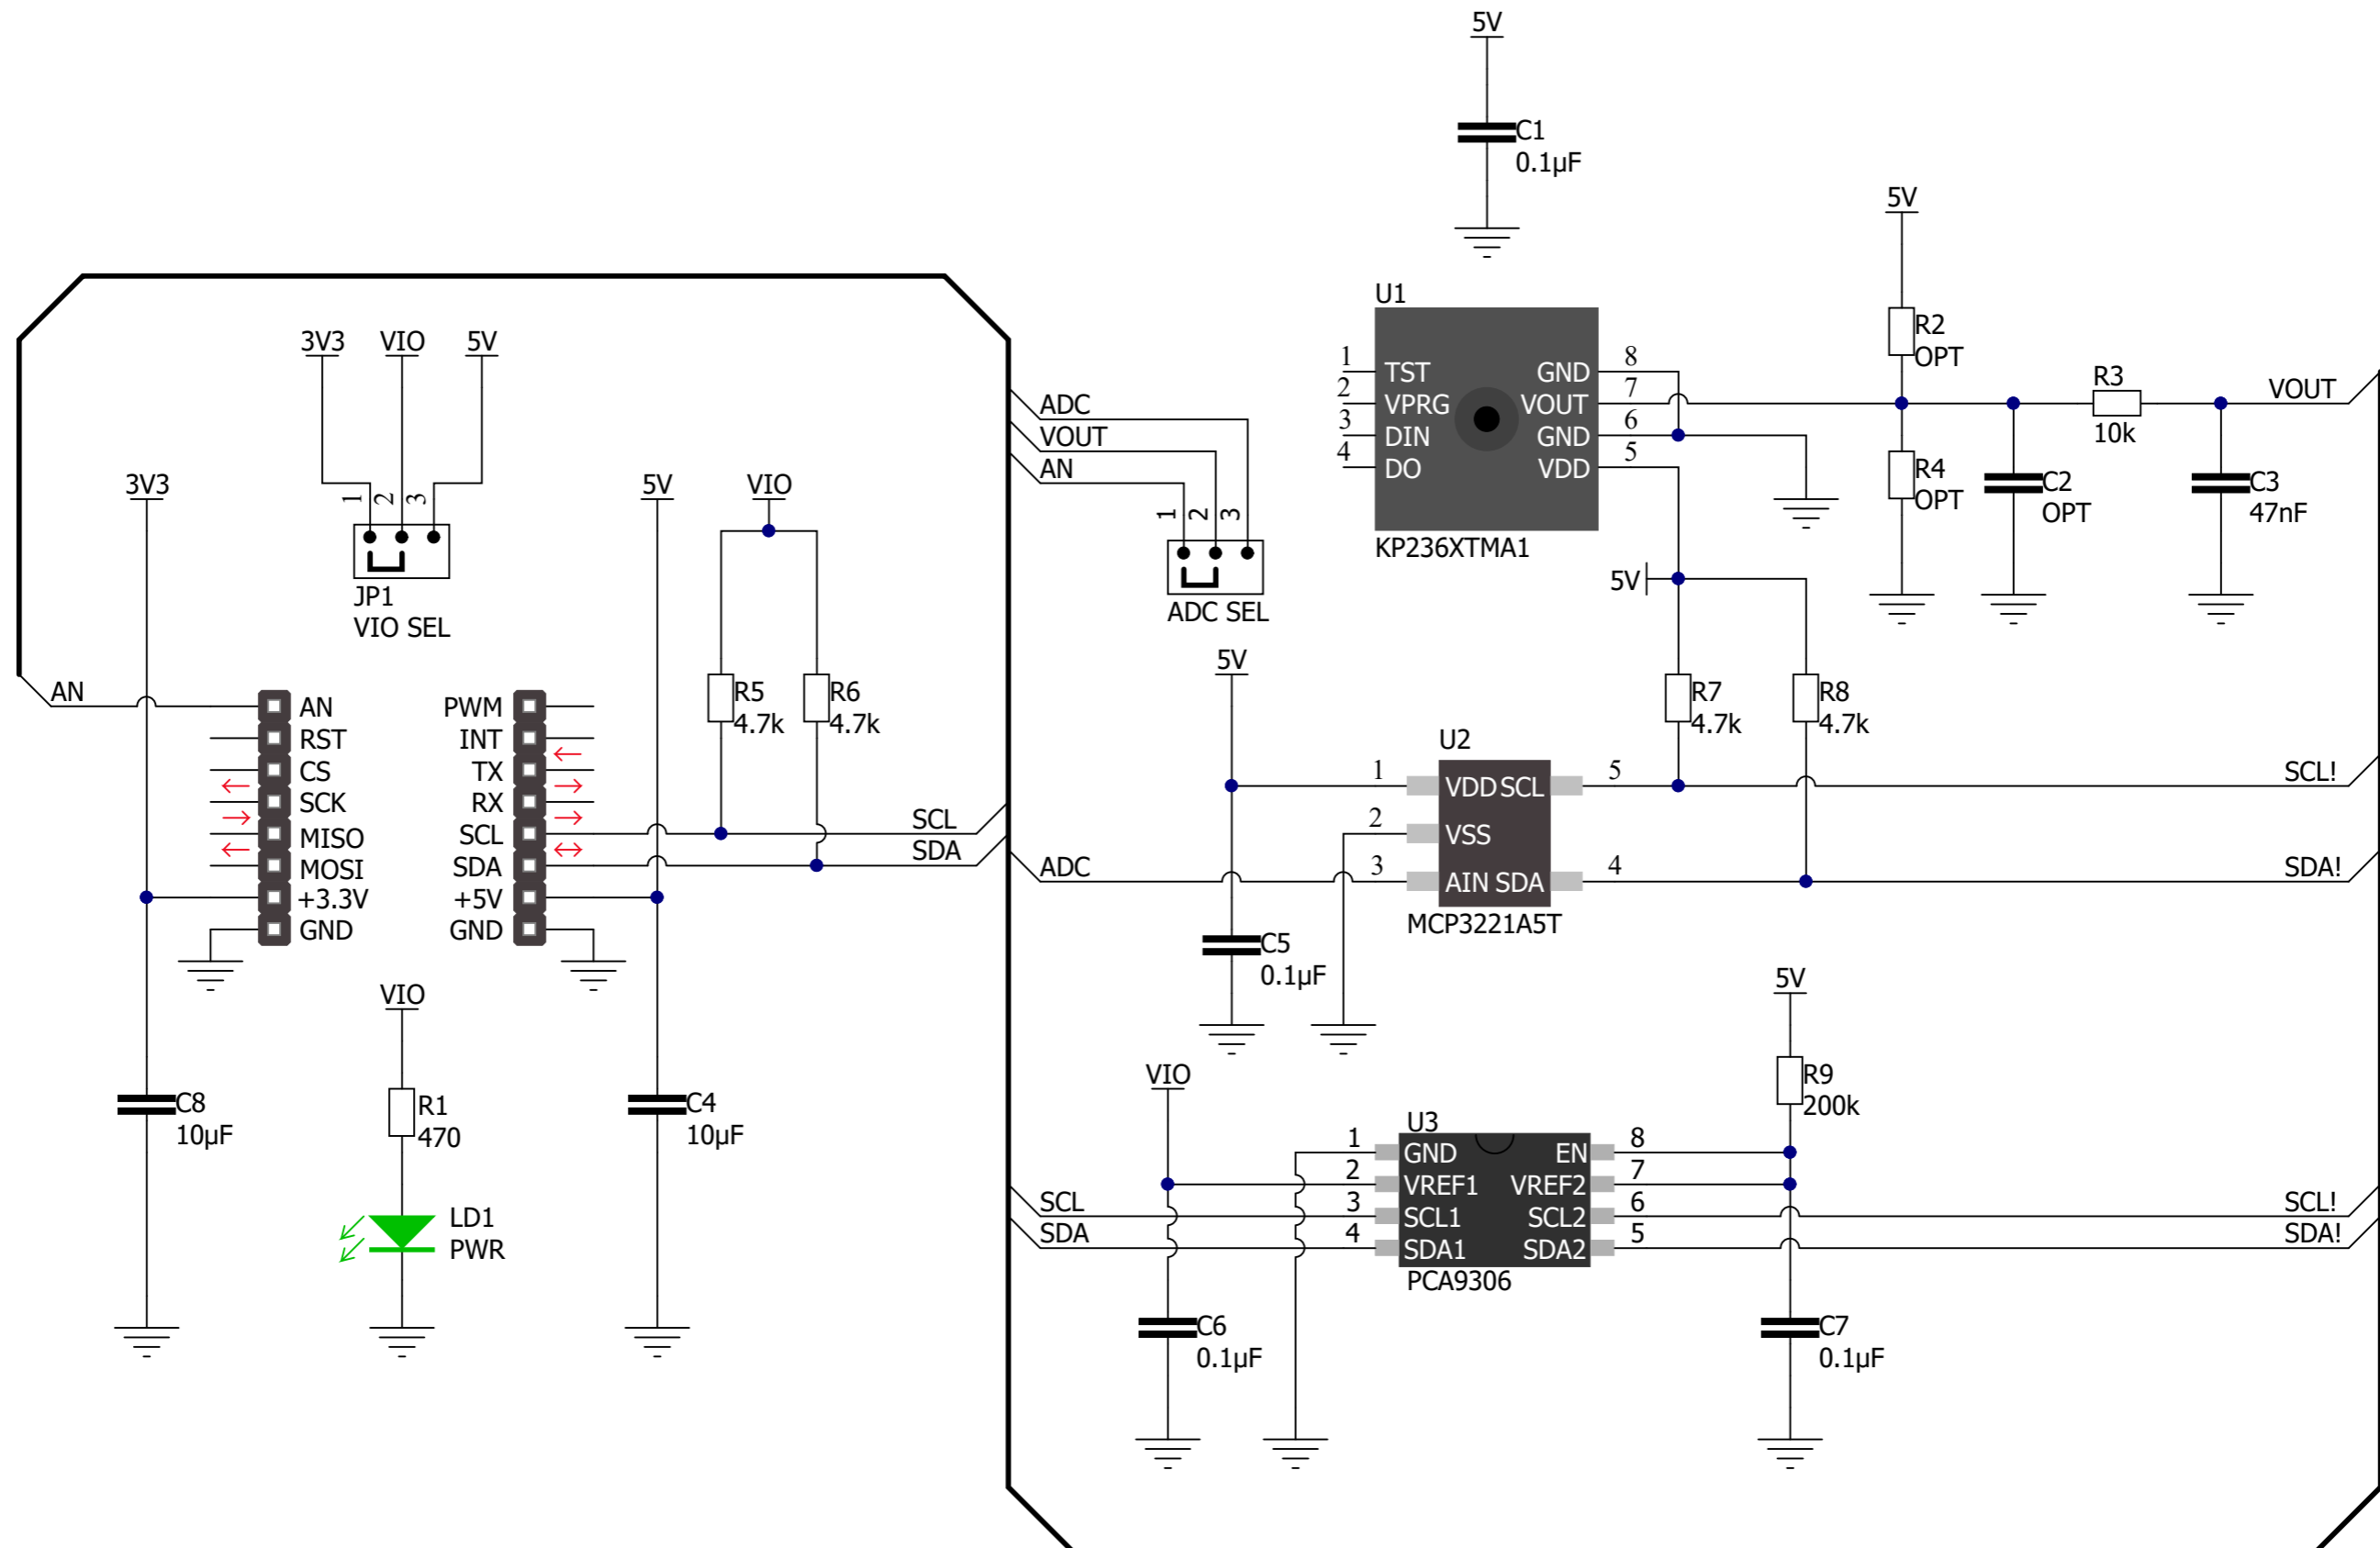 5V
C1
0.1µF
5V
R2
OPT
R4
OPT
C2
OPT
R3
10k
C3
47nF
VOUT
U1
1 TST
2 VPRG
3 DIN
4 DO
GND 8
VOUT 7
GND 6
VDD 5
KP236XTMA1
3V3 VIO 5V
1 2 3
JP1
VIO SEL
ADC
VOUT
AN
1 2 3
ADC SEL
3V3
5V
VIO
R5
4.7k
R6
4.7k
AN
AN
RST
CS
SCK
MISO
MOSI
+3.3V
GND
PWM
INT
TX
RX
SCL
SDA
+5V
GND
SCL
SDA
5V
R7
4.7k
R8
4.7k
5V
U2
1 VDD SCL 5
2 VSS
3 AIN SDA 4
MCP3221A5T
SCL!
SDA!
ADC
C5
0.1µF
C8
10µF
VIO
R1
470
LD1
PWR
C4
10µF
VIO
5V
R9
200k
U3
1 GND EN 8
2 VREF1 VREF2 7
3 SCL1 SCL2 6
4 SDA1 SDA2 5
PCA9306
SCL
SDA
SCL!
SDA!
C6
0.1µF
C7
0.1µF